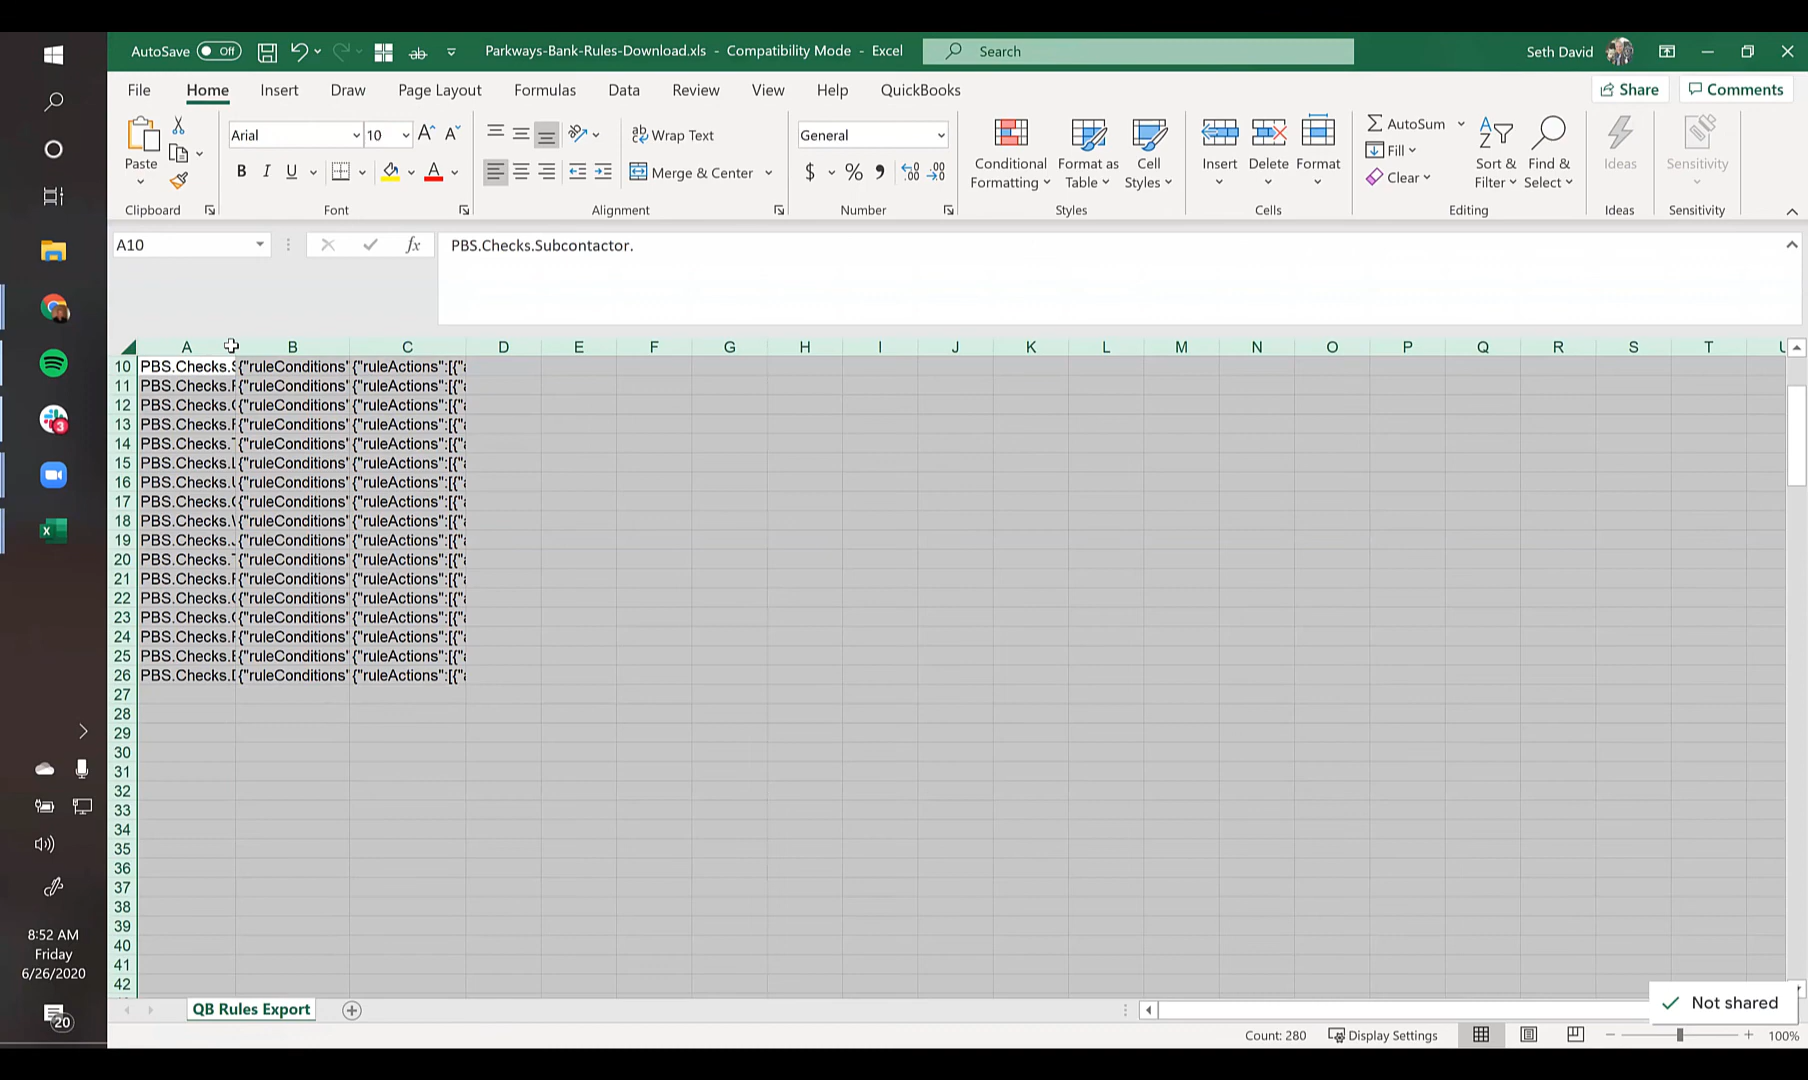 AutoSave Off Parkways-Bank-Rules-Download.xls - Compatibility Mode - Excel Search Seth David
File Home Insert Draw Page Layout Formulas Data Review View Help QuickBooks Share Comments
Paste Arial 10 A A Wrap Text General Conditional Formatting Format as Table Cell Styles Insert Delete Format AutoSum Sort & Filter Find & Select Ideas Sensitivity
Fill
B I U A Merge & Center $ % Clear
Clipboard Font Alignment Number Styles Cells Editing Ideas Sensitivity
A10 fx PBS.Checks.Subcontactor.
A B C D E F G H I J K L M N O P Q R S T
10 PBS.Checks. {"ruleConditions' {"ruleActions":[{"
11 PBS.Checks. {"ruleConditions' {"ruleActions":[{"
12 PBS.Checks. {"ruleConditions' {"ruleActions":[{"
13 PBS.Checks. {"ruleConditions' {"ruleActions":[{"
14 PBS.Checks. {"ruleConditions' {"ruleActions":[{"
15 PBS.Checks. {"ruleConditions' {"ruleActions":[{"
16 PBS.Checks. {"ruleConditions' {"ruleActions":[{"
17 PBS.Checks. {"ruleConditions' {"ruleActions":[{"
18 PBS.Checks. {"ruleConditions' {"ruleActions":[{"
19 PBS.Checks. {"ruleConditions' {"ruleActions":[{"
20 PBS.Checks. {"ruleConditions' {"ruleActions":[{"
21 PBS.Checks. {"ruleConditions' {"ruleActions":[{"
22 PBS.Checks. {"ruleConditions' {"ruleActions":[{"
23 PBS.Checks. {"ruleConditions' {"ruleActions":[{"
24 PBS.Checks. {"ruleConditions' {"ruleActions":[{"
25 PBS.Checks. {"ruleConditions' {"ruleActions":[{"
26 PBS.Checks. {"ruleConditions' {"ruleActions":[{"
27
28
29
30
31
32
33
34
35
36
37
38
39
40
41
42
3
8:52 AM
Friday
6/26/2020
20
QB Rules Export
Not shared
Count: 280 Display Settings 100%